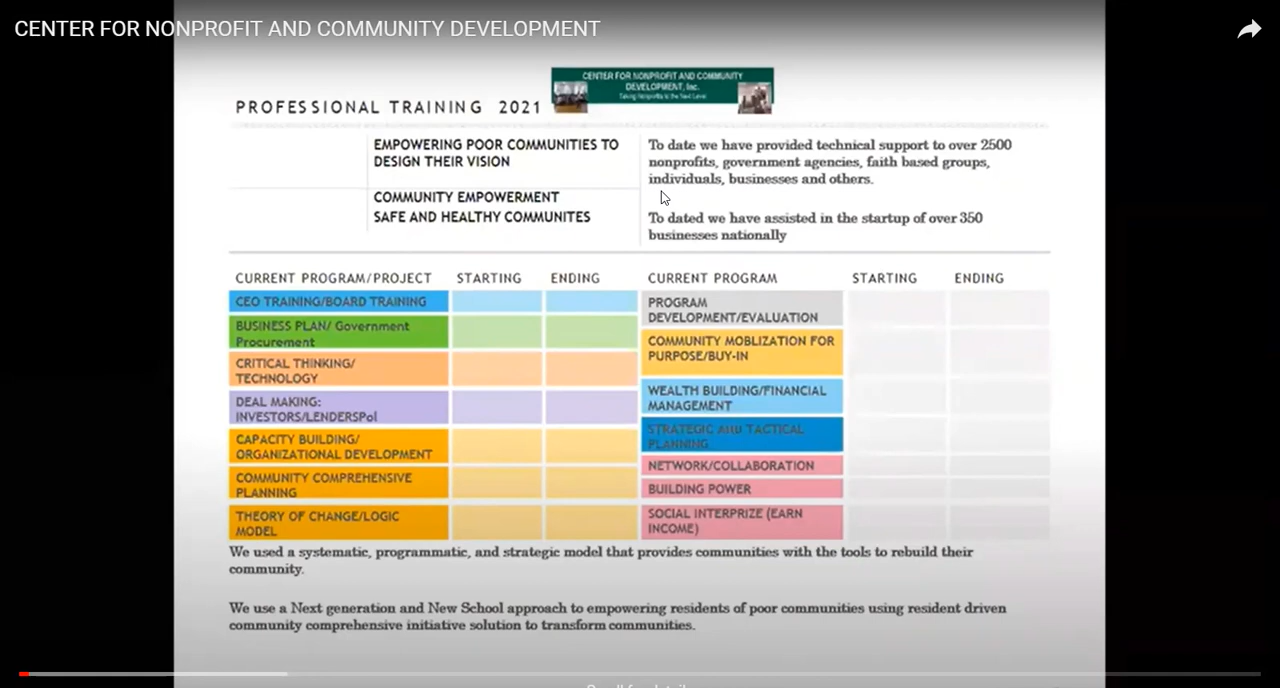 CENTER FOR NONPROFIT AND COMMUNITY DEVELOPMENT
CENTER FOR NONPROFIT AND COMMUNITY
DEVELOPMENT, Inc.
Taking Nonprofits to the Next Level
PROFESSIONAL TRAINING 2021
EMPOWERING POOR COMMUNITIES TO
DESIGN THEIR VISION
COMMUNITY EMPOWERMENT
SAFE AND HEALTHY COMMUNITES
To date we have provided technical support to over 2500
nonprofits, government agencies, faith based groups,
individuals, businesses and others.
To dated we have assisted in the startup of over 350
businesses nationally
CURRENT PROGRAM/PROJECT STARTING ENDING
CEO TRAINING/BOARD TRAINING
BUSINESS PLAN/ Government
Procurement
CRITICAL THINKING/
TECHNOLOGY
DEAL MAKING:
INVESTORS/LENDERSPol
CAPACITY BUILDING/
ORGANIZATIONAL DEVELOPMENT
COMMUNITY COMPREHENSIVE
PLANNING
THEORY OF CHANGE/LOGIC
MODEL
CURRENT PROGRAM STARTING ENDING
PROGRAM
DEVELOPMENT/EVALUATION
COMMUNITY MOBLIZATION FOR
PURPOSE/BUY-IN
WEALTH BUILDING/FINANCIAL
MANAGEMENT
STRATEGIC AND TACTICAL
PLANNING
NETWORK/COLLABORATION
BUILDING POWER
SOCIAL INTERPRIZE (EARN
INCOME)
We used a systematic, programmatic, and strategic model that provides communities with the tools to rebuild their
community.
We use a Next generation and New School approach to empowering residents of poor communities using resident driven
community comprehensive initiative solution to transform communities.